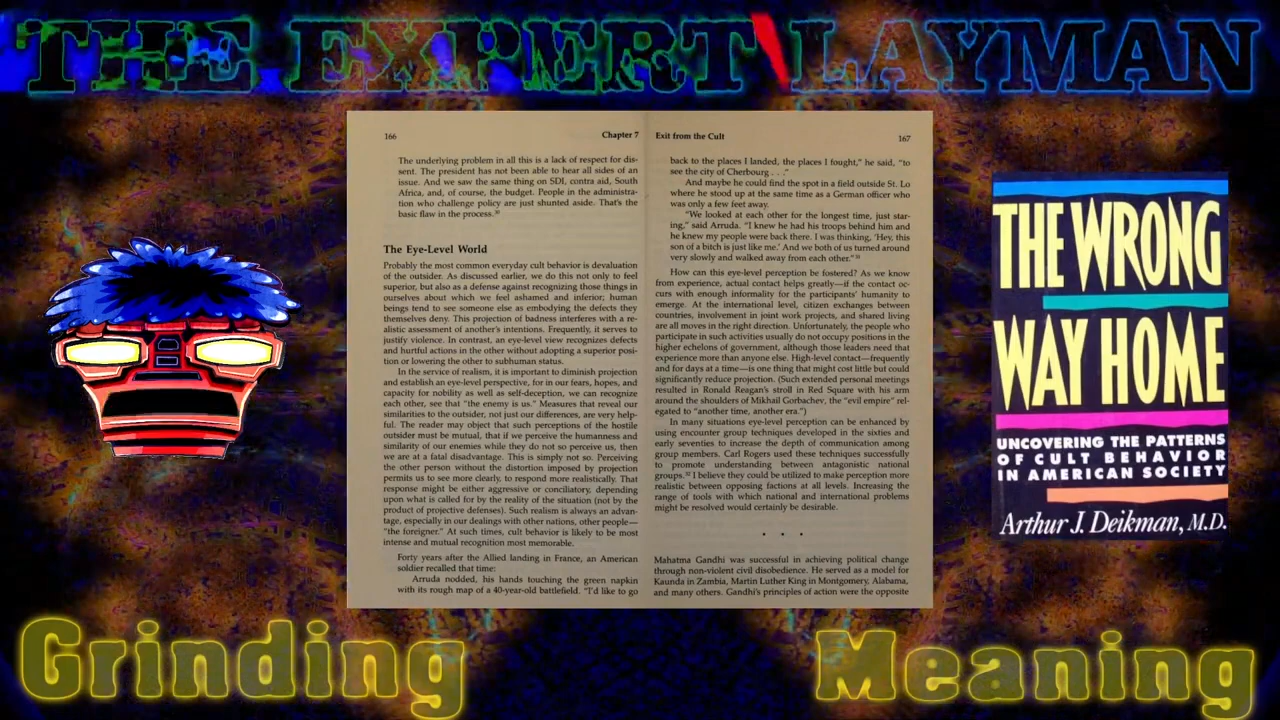 THE EXPERT LAYMAN
166
Chapter 7
The underlying problem in all this is a lack of respect for dis-
sent. The president has not been able to hear all sides of an
issue. And we saw the same thing on SDI, contra aid, South
Africa, and, of course, the budget. People in the administra-
tion who challenge policy are just shunted aside. That's the
basic flaw in the process.³⁰
The Eye-Level World
Probably the most common everyday cult behavior is devaluation
of the outsider. As discussed earlier, we do this not only to feel
superior, but also as a defense against recognizing those things in
ourselves about which we feel ashamed and inferior; human
beings tend to see someone else as embodying the defects they
themselves deny. This projection of badness interferes with a re-
alistic assessment of another's intentions. Frequently, it serves to
justify violence. In contrast, an eye-level view recognizes defects
and hurtful actions in the other without adopting a superior posi-
tion or lowering the other to subhuman status.
In the service of realism, it is important to diminish projection
and establish an eye-level perspective, for in our fears, hopes, and
capacity for nobility as well as self-deception, we can recognize
each other, see that "the enemy is us." Measures that reveal our
similarities to the outsider, not just our differences, are very help-
ful. The reader may object that such perceptions of the hostile
outsider must be mutual, that if we perceive the humanness and
similarity of our enemies while they do not so perceive us, then
we are at a fatal disadvantage. This is simply not so. Perceiving
the other person without the distortion imposed by projection
permits us to see more clearly, to respond more realistically. That
response might be either aggressive or conciliatory, depending
upon what is called for by the reality of the situation (not by the
product of projective defenses). Such realism is always an advan-
tage, especially in our dealings with other nations, other people—
"the foreigner." At such times, cult behavior is likely to be most
intense and mutual recognition most memorable.
Forty years after the Allied landing in France, an American
soldier recalled that time:
Arruda nodded, his hands touching the green napkin
with its rough map of a 40-year-old battlefield. "I'd like to go
Exit from the Cult
167
back to the places I landed, the places I fought," he said, "to
see the city of Cherbourg . . ."
And maybe he could find the spot in a field outside St. Lo
where he stood up at the same time as a German officer who
was only a few feet away.
"We looked at each other for the longest time, just star-
ing," said Arruda. "I knew he had his troops behind him and
he knew my people were back there. I was thinking, 'Hey, this
son of a bitch is just like me.' And we both of us turned around
very slowly and walked away from each other."³¹
How can this eye-level perception be fostered? As we know
from experience, actual contact helps greatly—if the contact oc-
curs with enough informality for the participants' humanity to
emerge. At the international level, citizen exchanges between
countries, involvement in joint work projects, and shared living
are all moves in the right direction. Unfortunately, the people who
participate in such activities usually do not occupy positions in the
higher echelons of government, although those leaders need that
experience more than anyone else. High-level contact—frequently
and for days at a time—is one thing that might cost little but could
significantly reduce projection. (Such extended personal meetings
resulted in Ronald Reagan's stroll in Red Square with his arm
around the shoulders of Mikhail Gorbachev, the "evil empire" rel-
egated to "another time, another era.")
In many situations eye-level perception can be enhanced by
using encounter group techniques developed in the sixties and
early seventies to increase the depth of communication among
group members. Carl Rogers used these techniques successfully
to promote understanding between antagonistic national
groups.³² I believe they could be utilized to make perception more
realistic between opposing factions at all levels. Increasing the
range of tools with which national and international problems
might be resolved would certainly be desirable.
• • •
Mahatma Gandhi was successful in achieving political change
through non-violent civil disobedience. He served as a model for
Kaunda in Zambia, Martin Luther King in Montgomery, Alabama,
and many others. Gandhi's principles of action were the opposite
THE WRONG
WAY HOME
UNCOVERING THE PATTERNS
OF CULT BEHAVIOR
IN AMERICAN SOCIETY
Arthur J. Deikman, M.D.
Grinding
Meaning